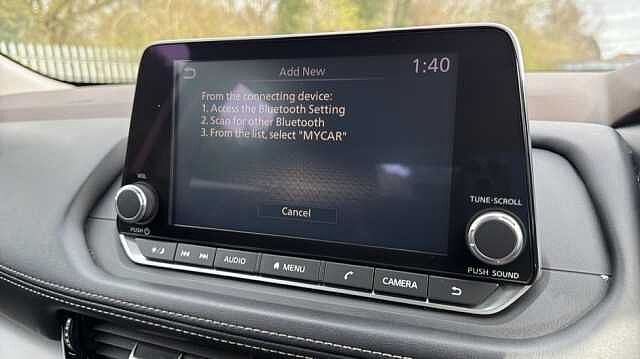 Add New
1:40
From the connecting device:
1. Access the Bluetooth Setting
2. Scan for other Bluetooth
3. From the list, select "MYCAR"
Cancel
VOL
PUSH
TUNE·SCROLL
PUSH SOUND
AUDIO
MENU
CAMERA